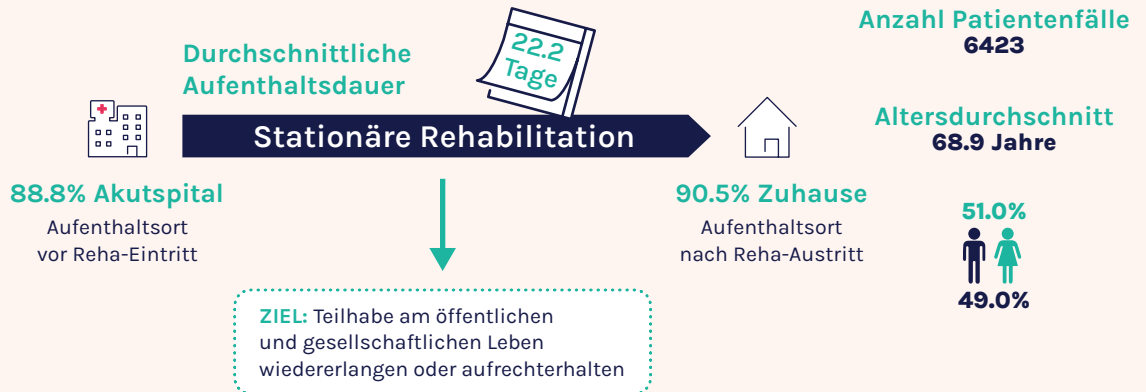 Durchschnittliche
Aufenthaltsdauer
22.2
Tage
Anzahl Patientenfälle
6423
Stationäre Rehabilitation
Altersdurchschnitt
68.9 Jahre
88.8% Akutspital
Aufenthaltsort
vor Reha-Eintritt
90.5% Zuhause
Aufenthaltsort
nach Reha-Austritt
51.0%
49.0%
ZIEL: Teilhabe am öffentlichen
und gesellschaftlichen Leben
wiedererlangen oder aufrechterhalten